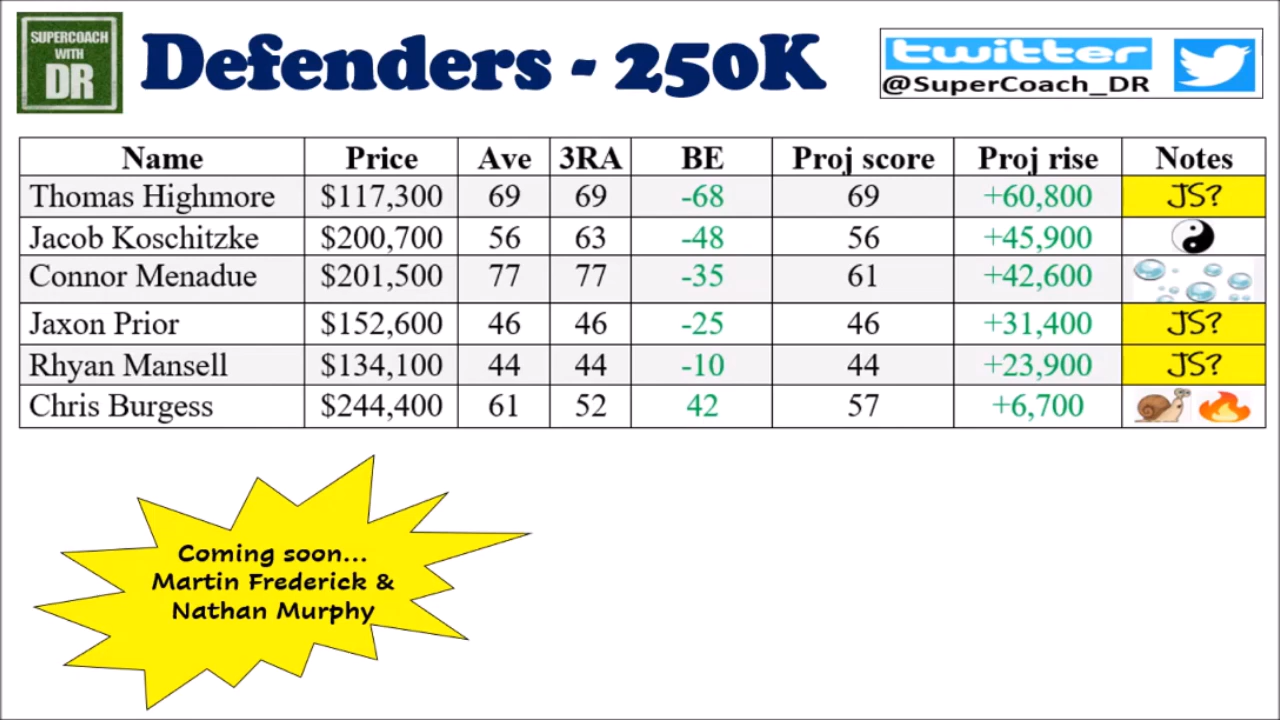 SUPERCOACH
WITH
DR
Defenders - 250K
twitter
@SuperCoach_DR
Name Price Ave 3RA BE Proj score Proj rise Notes
Thomas Highmore $117,300 69 69 -68 69 +60,800 JS?
Jacob Koschitzke $200,700 56 63 -48 56 +45,900
Connor Menadue $201,500 77 77 -35 61 +42,600
Jaxon Prior $152,600 46 46 -25 46 +31,400 JS?
Rhyan Mansell $134,100 44 44 -10 44 +23,900 JS?
Chris Burgess $244,400 61 52 42 57 +6,700
Coming soon...
Martin Frederick &
Nathan Murphy